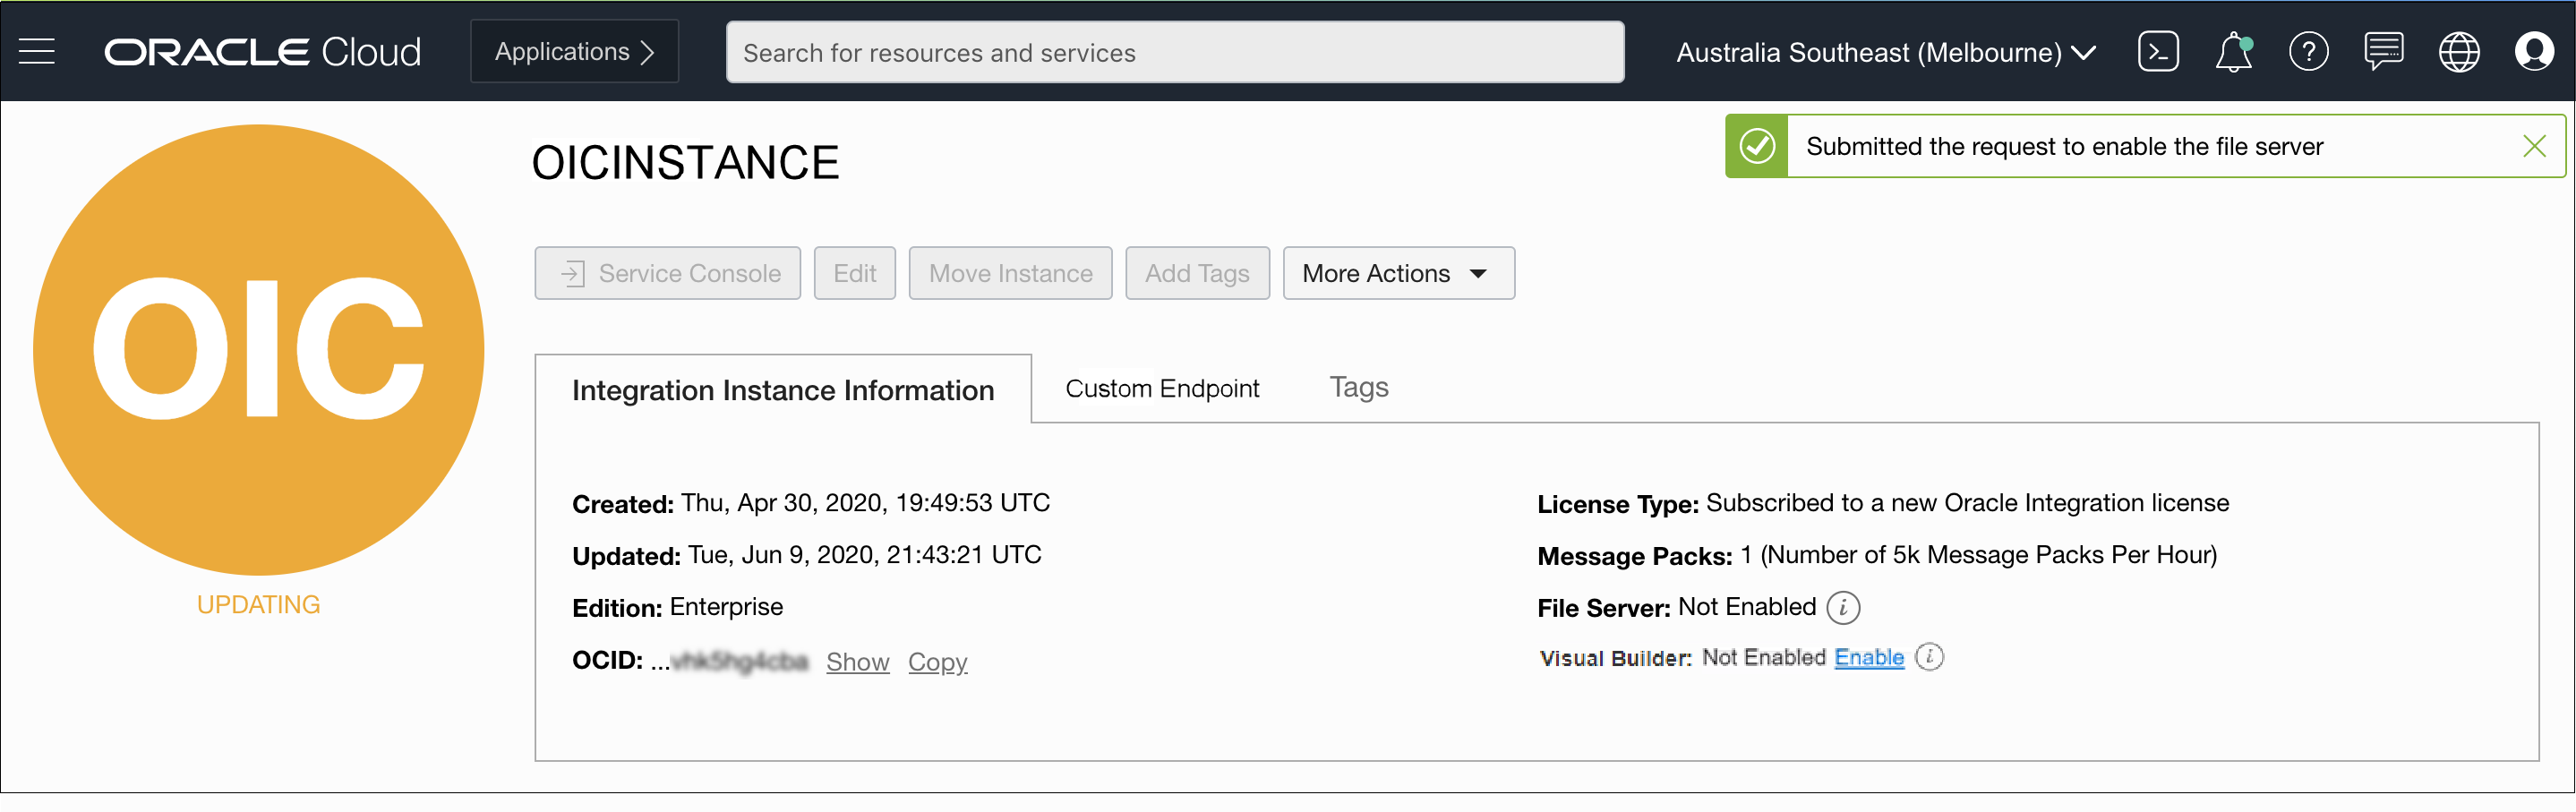 ORACLE Cloud Applications Search for resources and services Australia Southeast (Melbourne)
Submitted the request to enable the file server
OICINSTANCE
Service Console Edit Move Instance Add Tags More Actions
OIC
UPDATING
Integration Instance Information Custom Endpoint Tags
Created: Thu, Apr 30, 2020, 19:49:53 UTC
Updated: Tue, Jun 9, 2020, 21:43:21 UTC
Edition: Enterprise
OCID: ... Show Copy
License Type: Subscribed to a new Oracle Integration license
Message Packs: 1 (Number of 5k Message Packs Per Hour)
File Server: Not Enabled
Visual Builder: Not Enabled Enable